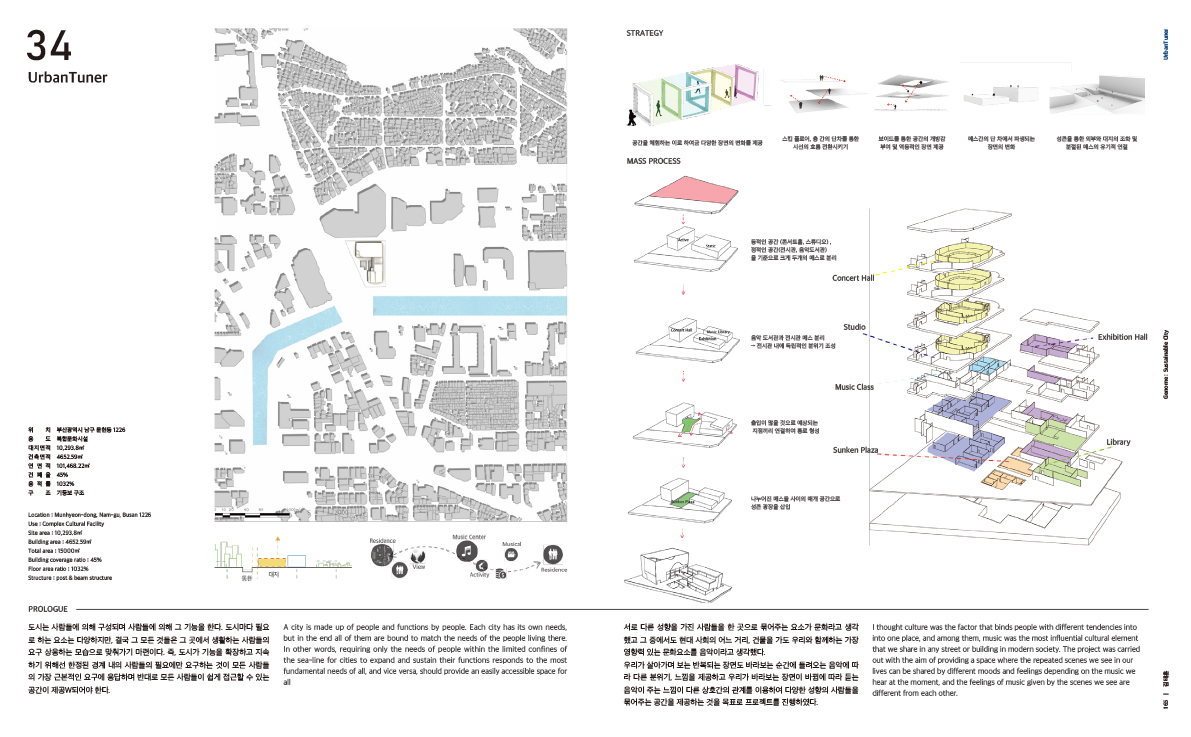 34
UrbanTuner
위 치 부산광역시 남구 문현동 1226
용 도 복합문화시설
대지면적 10,293.8㎡
건축면적 4652.59㎡
연 면 적 101,468.22㎡
건 폐 율 45%
용 적 률 1032%
구 조 기둥보 구조
Location : Munhyeon-dong, Nam-gu, Busan 1226
Use : Complex Cultural Facility
Site area : 10,293.8㎡
Building area : 4652.59㎡
Total area : 15000㎡
Building coverage ratio : 45%
Floor area ratio : 1032%
Structure : post & beam structure
동천
대지
Residence
View
Music Center
Activity
Musical
Residence
STRATEGY
공간을 체험하는 이로 하여금 다양한 장면의 변화를 제공
스킵 플로어, 층 간의 단차를 통한
시선의 흐름 전환시키기
보이드를 통한 공간의 개방감
부여 및 역동적인 장면 제공
매스간의 단 차에서 파생되는
장면의 변화
성큰을 통한 외부와 대지의 조화 및
분절된 매스의 유기적 연결
MASS PROCESS
Active
Static
동적인 공간 (콘서트홀, 스튜디오) ,
정적인 공간(전시관, 음악도서관)
을 기준으로 크게 두개의 매스로 분리
Concert Hall
Music Library
Exhibition
음악 도서관과 전시관 매스 분리
→ 전시관 내에 독립적인 분위기 조성
출입이 많을 것으로 예상되는
지점끼리 연결하여 통로 형성
Sunken Plaza
나누어진 매스들 사이의 매개 공간으로
성큰 광장을 삽입
Concert Hall
Studio
Exhibition Hall
Music Class
Library
Sunken Plaza
UrbanTuner
Genome : Sustainable City
PROLOGUE
도시는 사람들에 의해 구성되며 사람들에 의해 그 기능을 한다. 도시마다 필요
로 하는 요소는 다양하지만, 결국 그 모든 것들은 그 곳에서 생활하는 사람들의
요구 상응하는 모습으로 맞춰가기 마련이다. 즉, 도시가 기능을 확장하고 지속
하기 위해선 한정된 경계 내의 사람들의 필요에만 요구하는 것이 모든 사람들
의 가장 근본적인 요구에 응답하며 반대로 모든 사람들이 쉽게 접근할 수 있는
공간이 제공W되어야 한다.
A city is made up of people and functions by people. Each city has its own needs,
but in the end all of them are bound to match the needs of the people living there.
In other words, requiring only the needs of people within the limited confines of
the sea-line for cities to expand and sustain their functions responds to the most
fundamental needs of all, and vice versa, should provide an easily accessible space for
all
서로 다른 성향을 가진 사람들을 한 곳으로 묶어주는 요소가 문화라고 생각
했고 그 중에서도 현대 사회의 어느 거리, 건물을 가도 우리와 함께하는 가장
영향력 있는 문화요소를 음악이라고 생각했다.
우리가 살아가며 보는 반복되는 장면도 바라보는 순간에 들려오는 음악에 따
라 다른 분위기, 느낌을 제공하고 우리가 바라보는 장면이 바뀜에 따라 듣는
음악이 주는 느낌이 다른 상호간의 관계를 이용하여 다양한 성향의 사람들을
묶어주는 공간을 제공하는 것을 목표로 프로젝트를 진행하였다.
I thought culture was the factor that binds people with different tendencies into
into one place, and among them, music was the most influential cultural element
that we share in any street or building in modern society. The project was carried
out with the aim of providing a space where the repeated scenes we see in our
lives can be shared by different moods and feelings depending on the music we
hear at the moment, and the feelings of music given by the scenes we see are
different from each other.